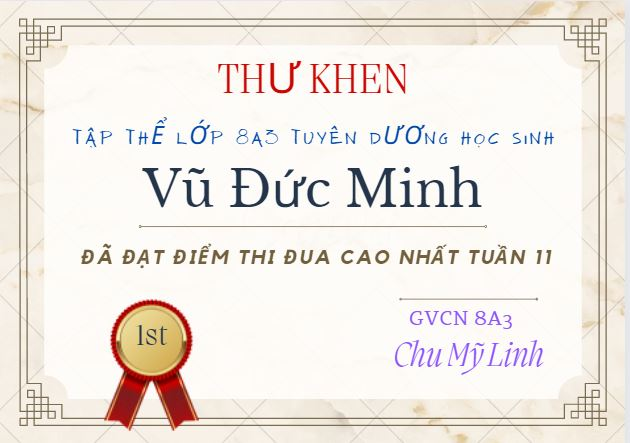 THƯ KHEN
TẬP THỂ LỚP 8A3 TUYÊN DƯƠNG HỌC SINH
Vũ Đức Minh
ĐÃ ĐẠT ĐIỂM THI ĐUA CAO NHẤT TUẦN 11
1st
GVCN 8A3
Chu Mỹ Linh